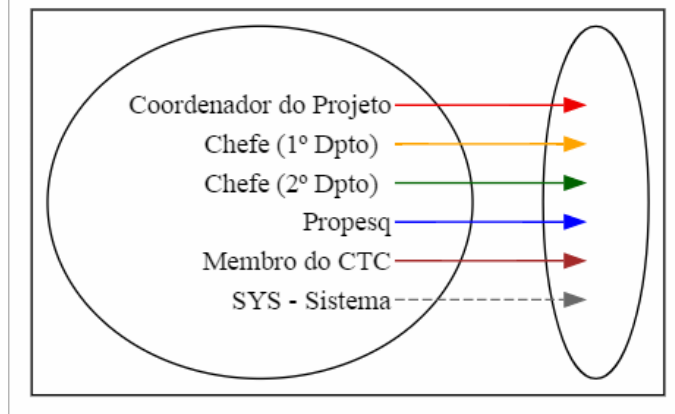 Coordenador do Projeto
Chefe (1º Dpto)
Chefe (2º Dpto)
Propesq
Membro do CTC
SYS - Sistema